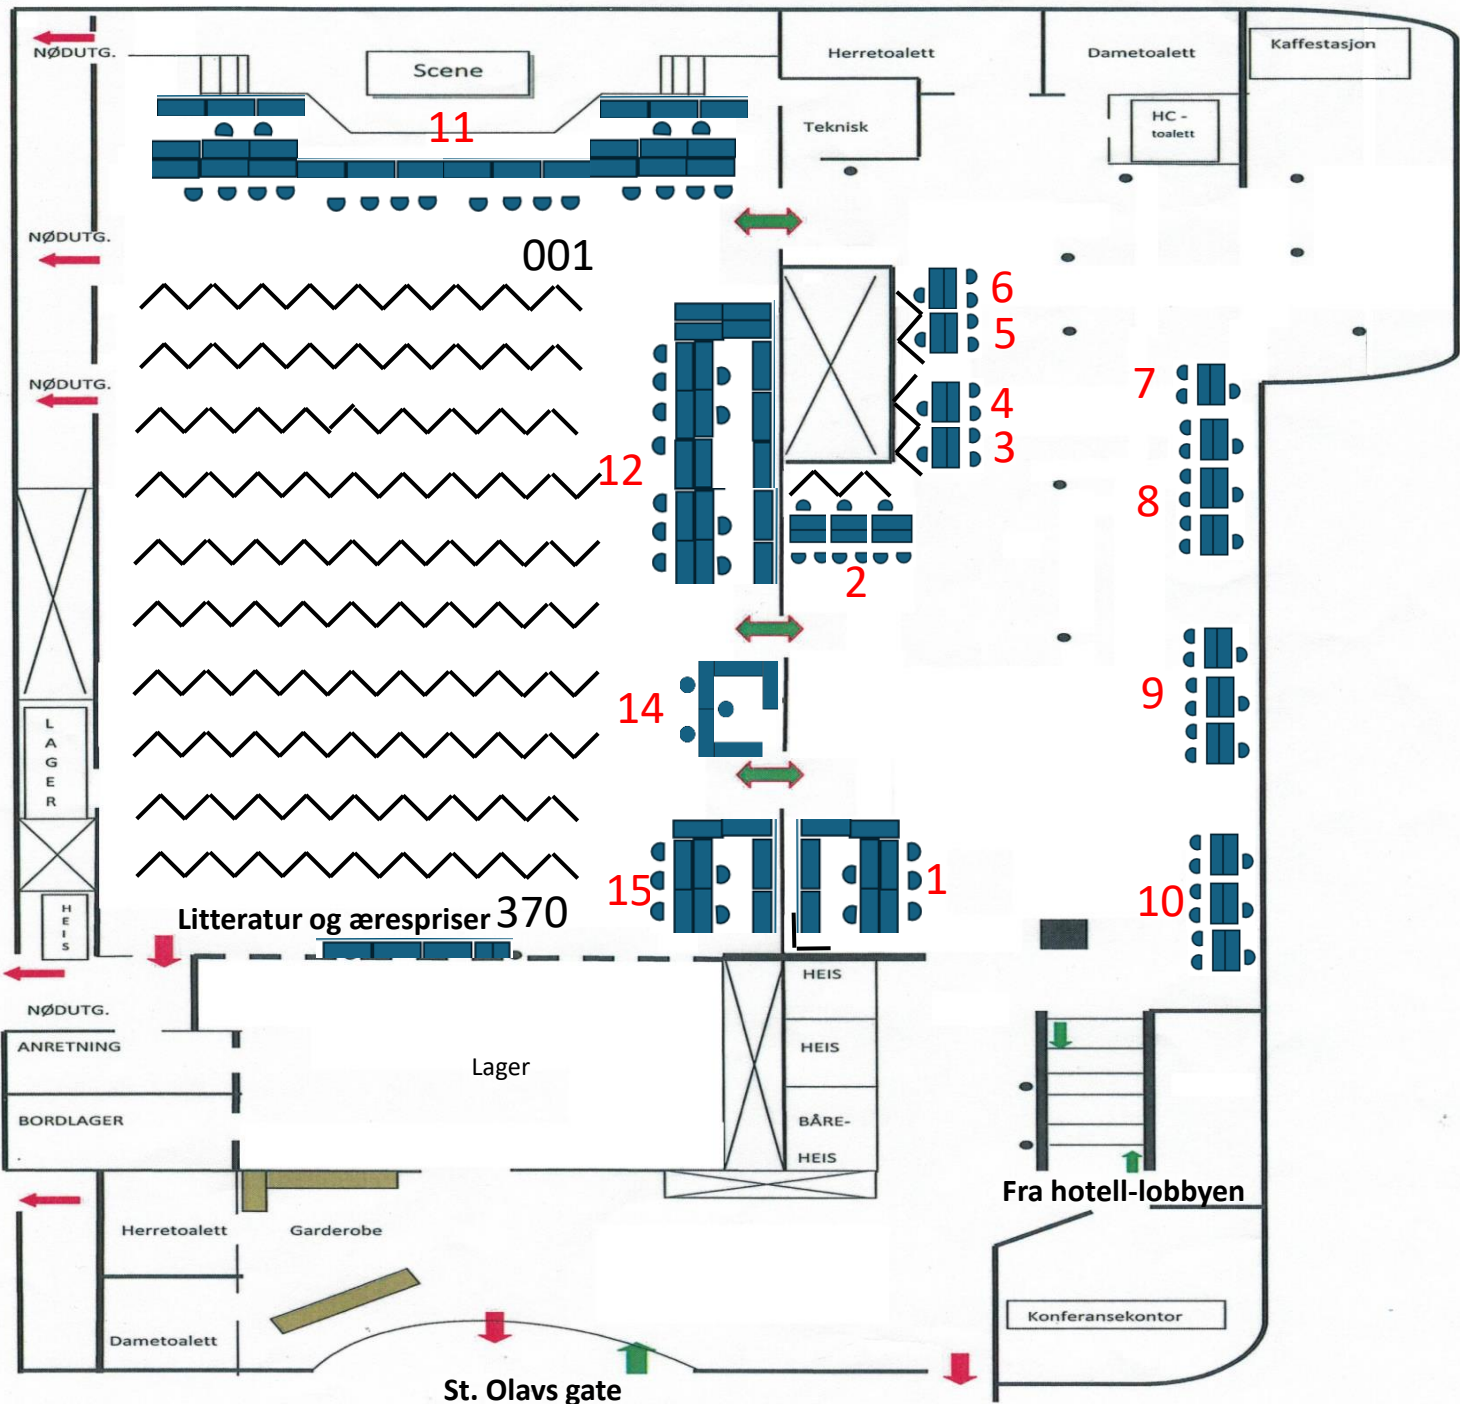 NØDUTG.
Scene
Herretoalett
Dametoalett
Kaffestasjon
11
Teknisk
HC -
toalett
NØDUTG.
001
6
5
NØDUTG.
4
3
7
12
8
2
14
9
L
A
G
E
R
15
1
10
H
E
I
S
Litteratur og ærespriser 370
HEIS
NØDUTG.
ANRETNING
HEIS
Lager
BORDLAGER
BÅRE-
HEIS
Fra hotell-lobbyen
Herretoalett
Garderobe
Konferansekontor
Dametoalett
St. Olavs gate